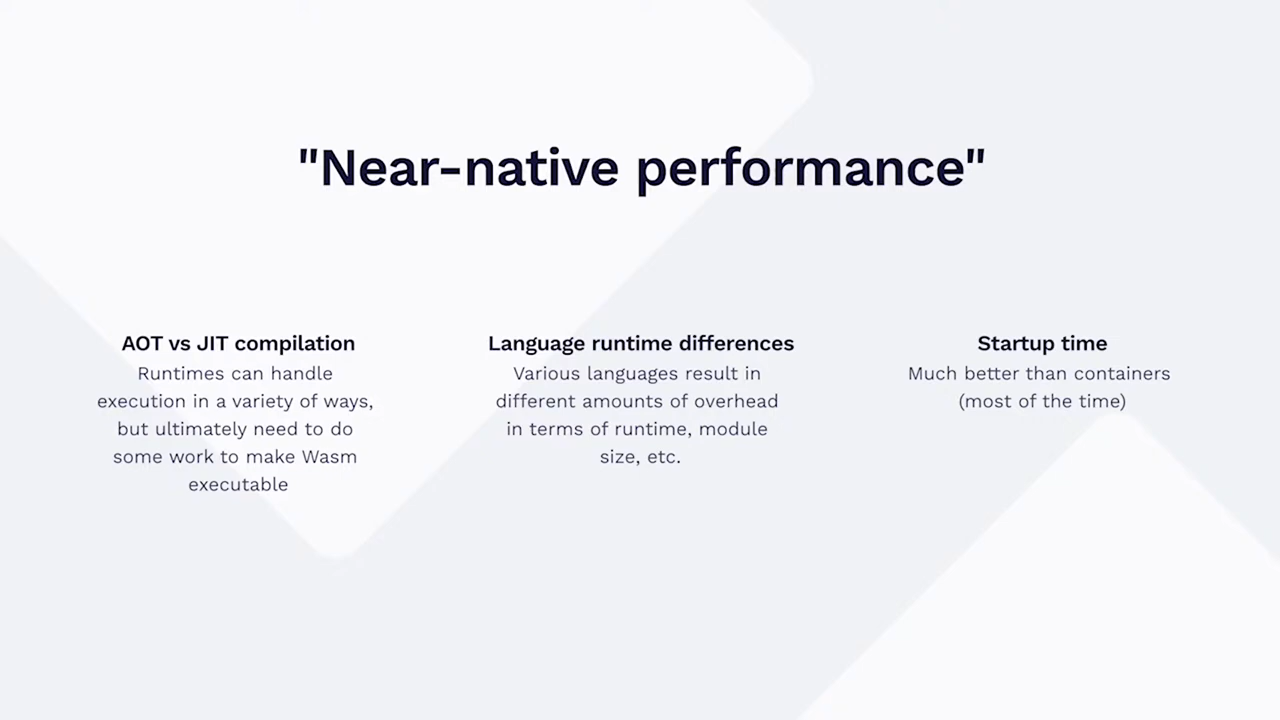 "Near-native performance"
AOT vs JIT compilation
Runtimes can handle
execution in a variety of ways,
but ultimately need to do
some work to make Wasm
executable
Language runtime differences
Various languages result in
different amounts of overhead
in terms of runtime, module
size, etc.
Startup time
Much better than containers
(most of the time)